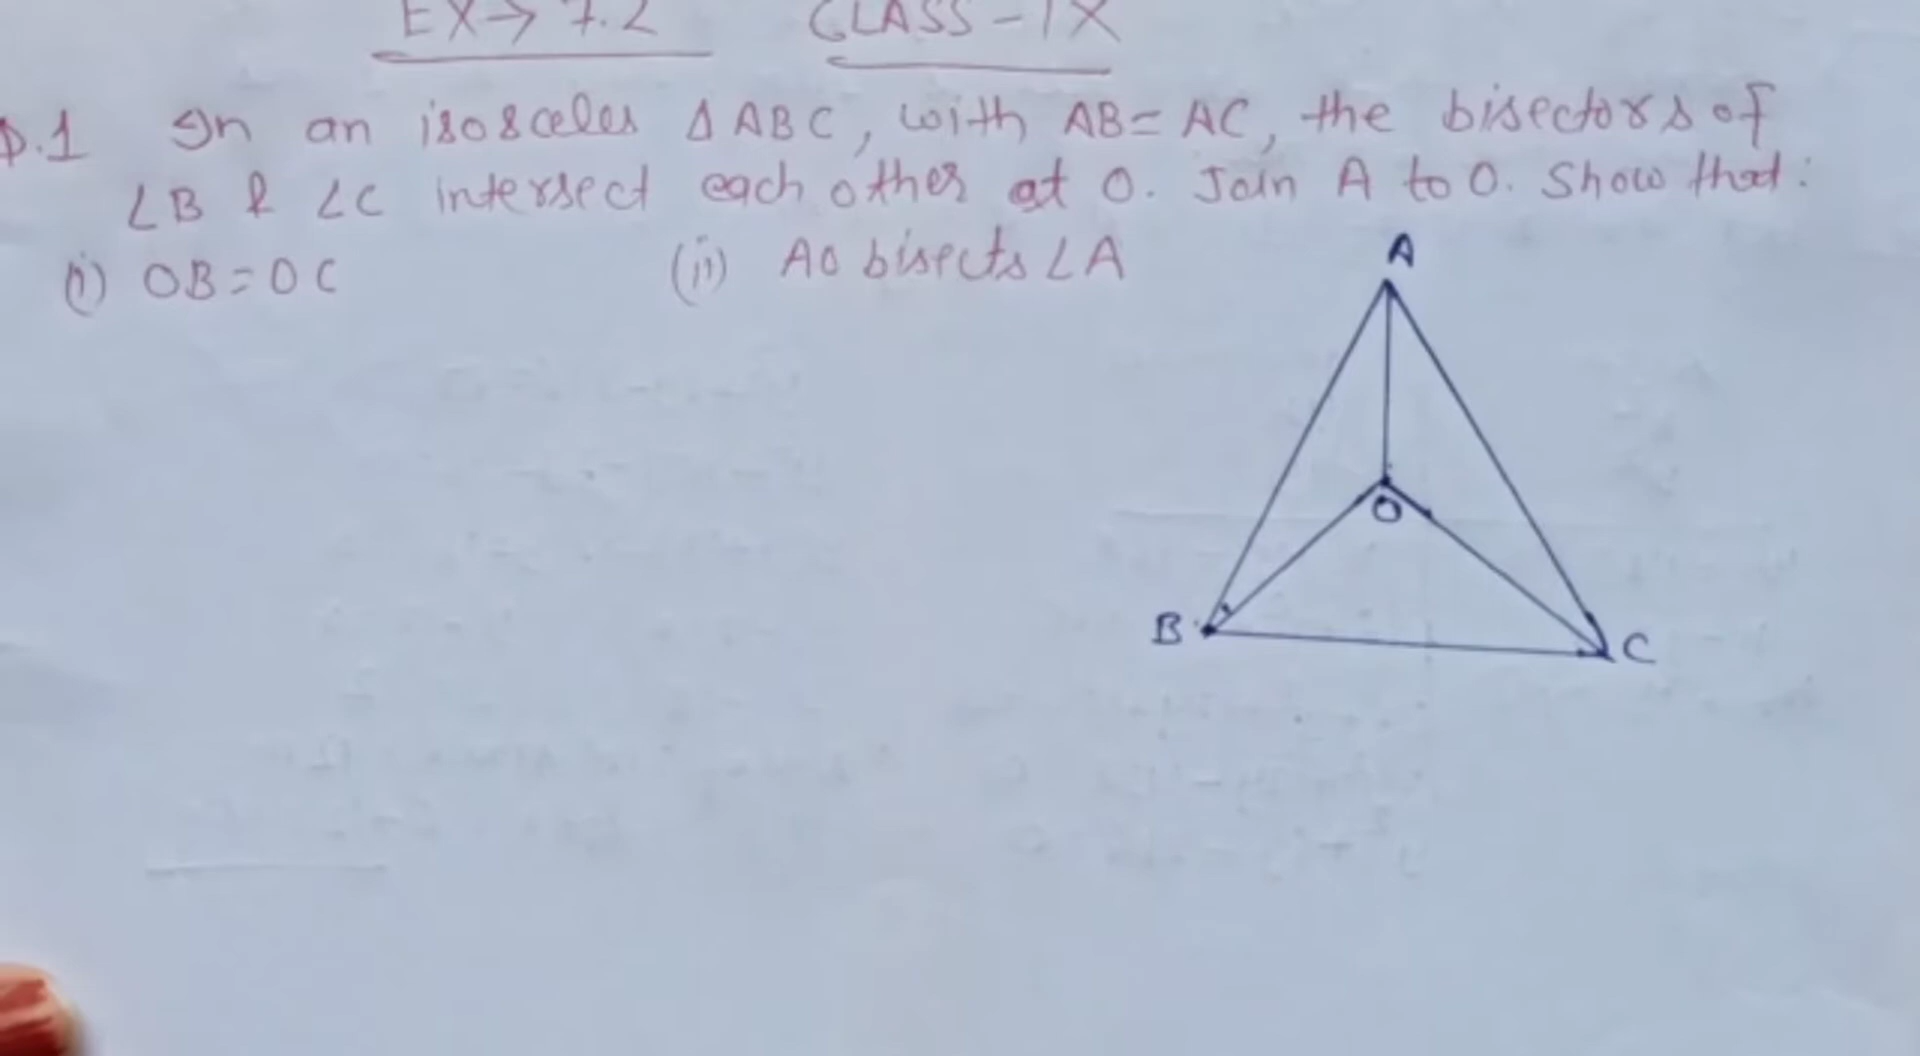 EX→ 7.2 CLASS-IX
Q.1 In an isosceles Δ ABC, with AB = AC, the bisectors of
∠B & ∠C intersect each other at O. Join A to O. Show that:
(i) OB = OC (ii) AO bisects ∠A
A
O
B
C